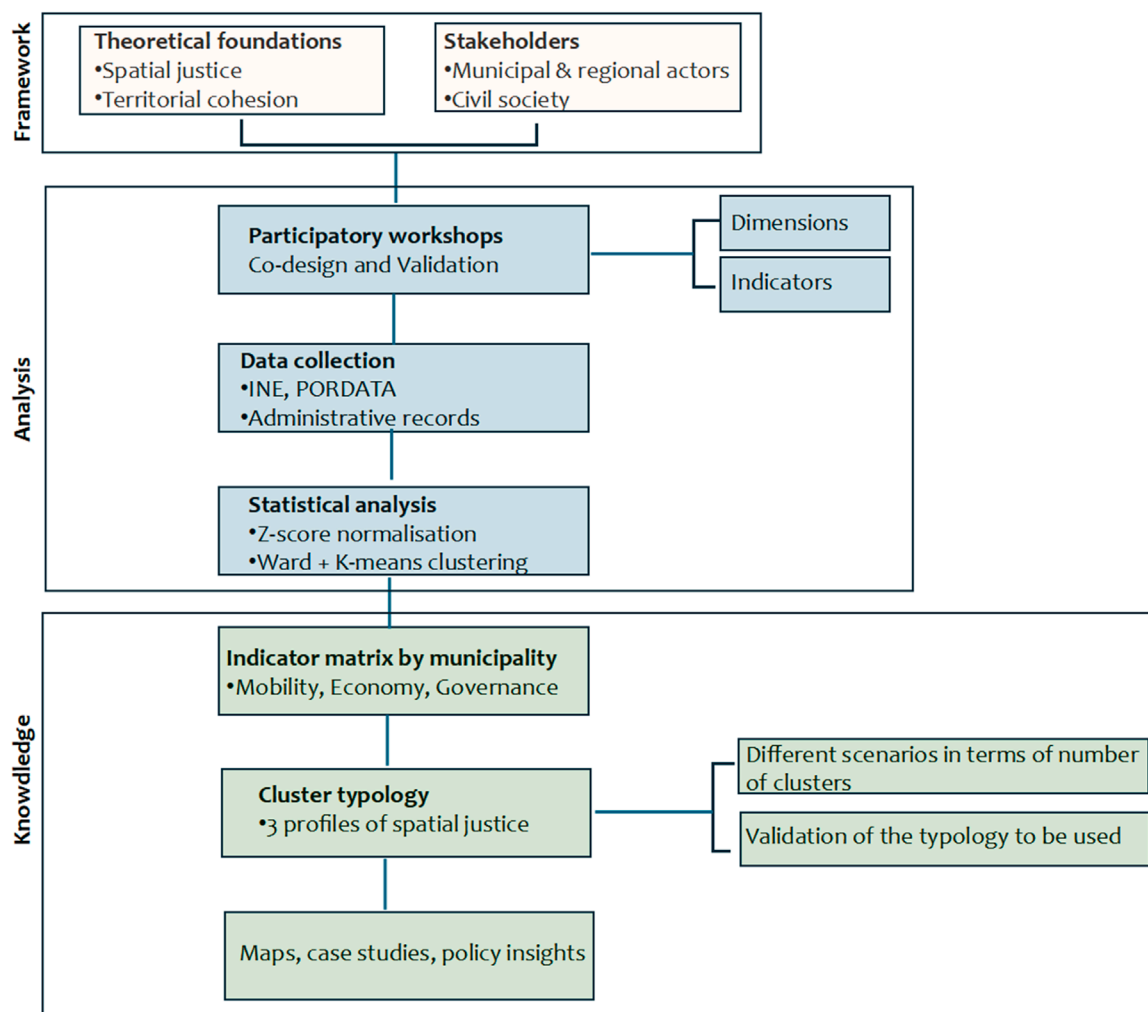 Framework
Theoretical foundations
•Spatial justice
•Territorial cohesion
Stakeholders
•Municipal & regional actors
•Civil society
Analysis
Participatory workshops
Co-design and Validation
Dimensions
Indicators
Data collection
•INE, PORDATA
•Administrative records
Statistical analysis
•Z-score normalisation
•Ward + K-means clustering
Knowldedge
Indicator matrix by municipality
•Mobility, Economy, Governance
Cluster typology
•3 profiles of spatial justice
Different scenarios in terms of number
of clusters
Validation of the typology to be used
Maps, case studies, policy insights